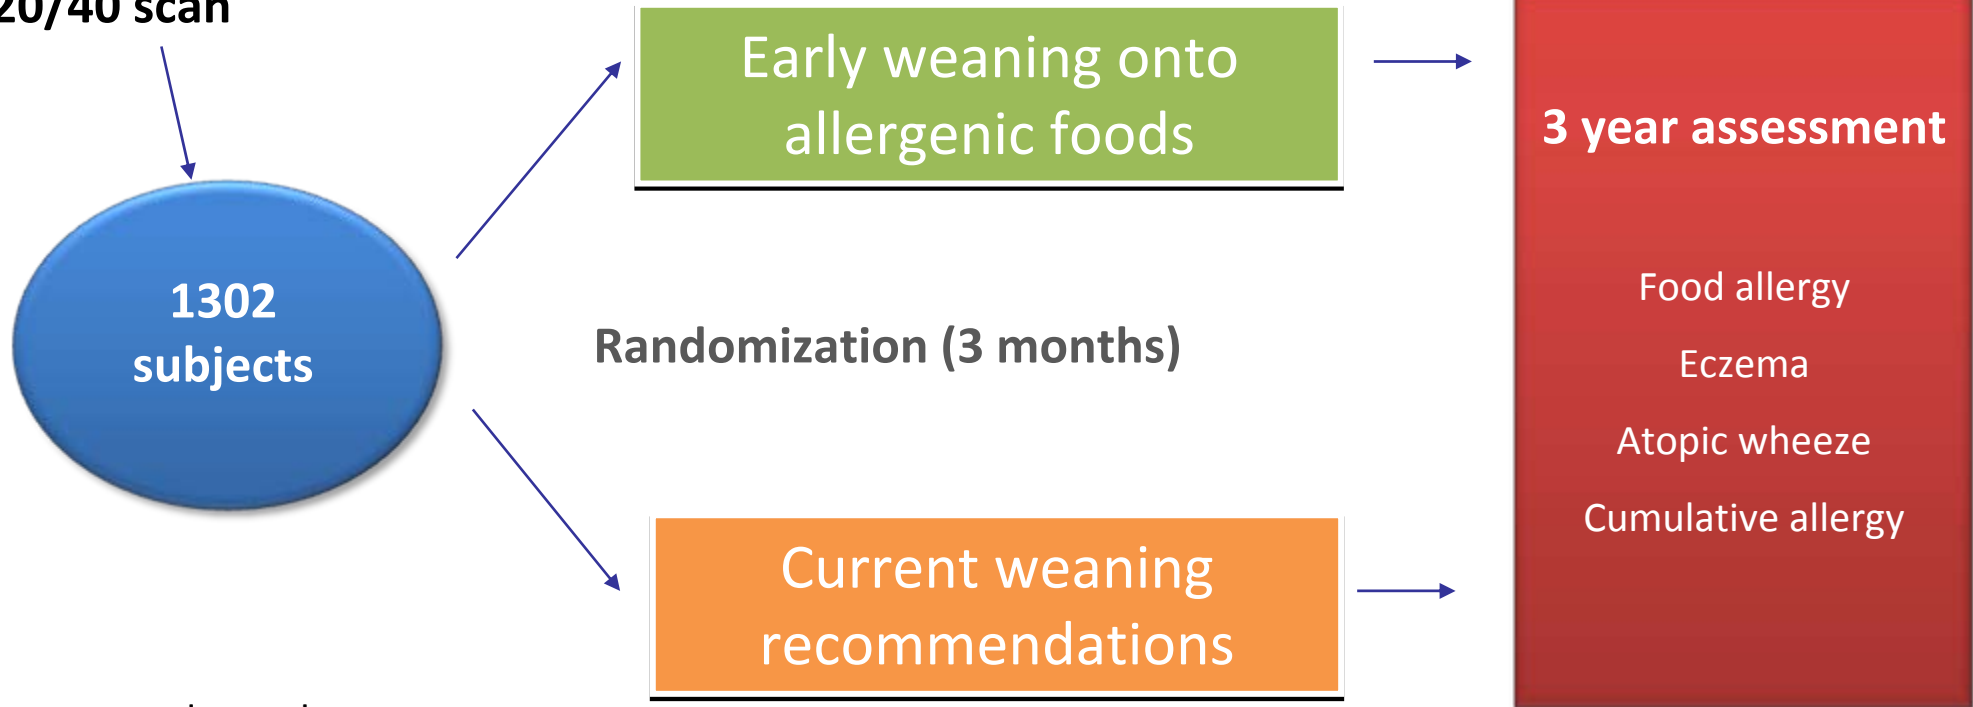 20/40 scan
Early weaning onto
allergenic foods
3 year assessment
1302
subjects
Randomization (3 months)
Food allergy
Eczema
Atopic wheeze
Cumulative allergy
Current weaning
recommendations